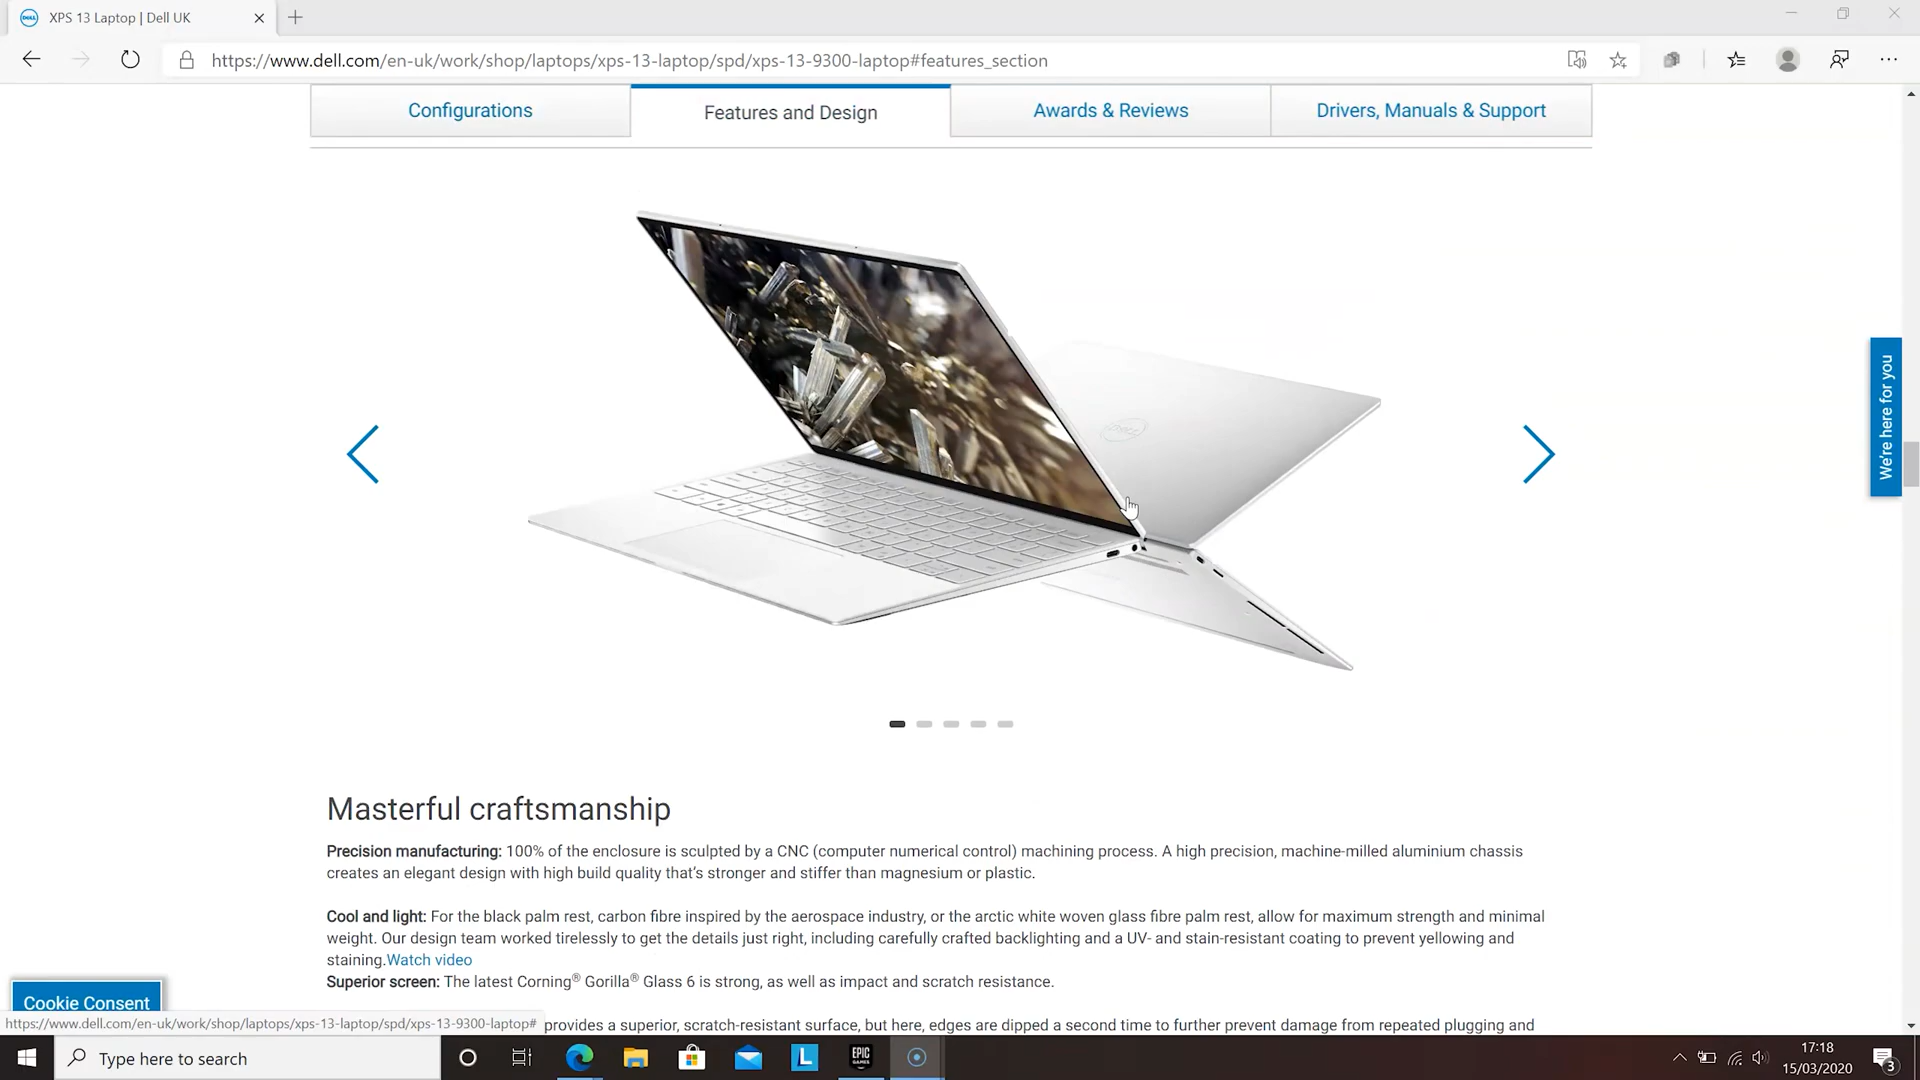 XPS 13 Laptop | Dell UK
https://www.dell.com/en-uk/work/shop/laptops/xps-13-laptop/spd/xps-13-9300-laptop#features_section
Configurations
Features and Design
Awards & Reviews
Drivers, Manuals & Support
DELL
We're here for you
Masterful craftsmanship
Precision manufacturing: 100% of the enclosure is sculpted by a CNC (computer numerical control) machining process. A high precision, machine-milled aluminium chassis
creates an elegant design with high build quality that's stronger and stiffer than magnesium or plastic.
Cool and light: For the black palm rest, carbon fibre inspired by the aerospace industry, or the arctic white woven glass fibre palm rest, allow for maximum strength and minimal
weight. Our design team worked tirelessly to get the details just right, including carefully crafted backlighting and a UV- and stain-resistant coating to prevent yellowing and
staining.Watch video
Superior screen: The latest Corning® Gorilla® Glass 6 is strong, as well as impact and scratch resistance.
Cookie Consent
https://www.dell.com/en-uk/work/shop/laptops/xps-13-laptop/spd/xps-13-9300-laptop#
provides a superior, scratch-resistant surface, but here, edges are dipped a second time to further prevent damage from repeated plugging and
Type here to search
L
EPIC
GAMES
17:18
15/03/2020
3